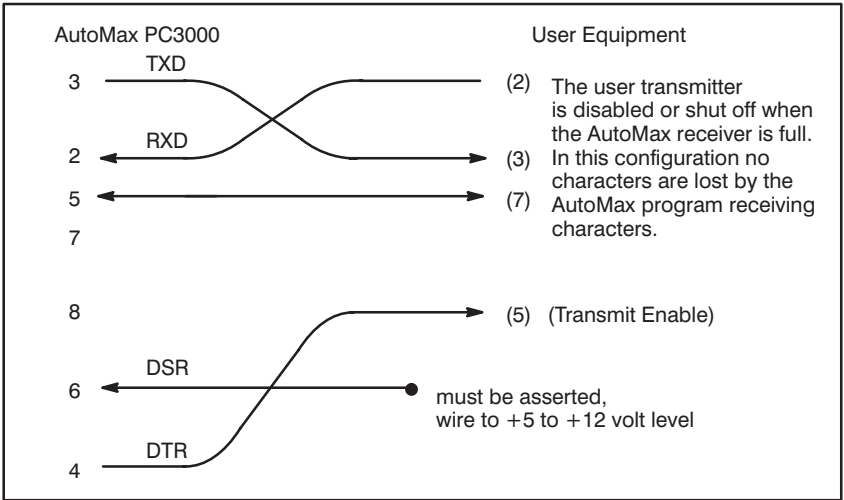 AutoMax PC3000
User Equipment
TXD
3
(2)
The user transmitter
is disabled or shut off when
the AutoMax receiver is full.
RXD
2
(3)
In this configuration no
characters are lost by the
5
(7)
AutoMax program receiving
characters.
7
8
(5) (Transmit Enable)
DSR
6
must be asserted,
wire to +5 to +12 volt level
DTR
4